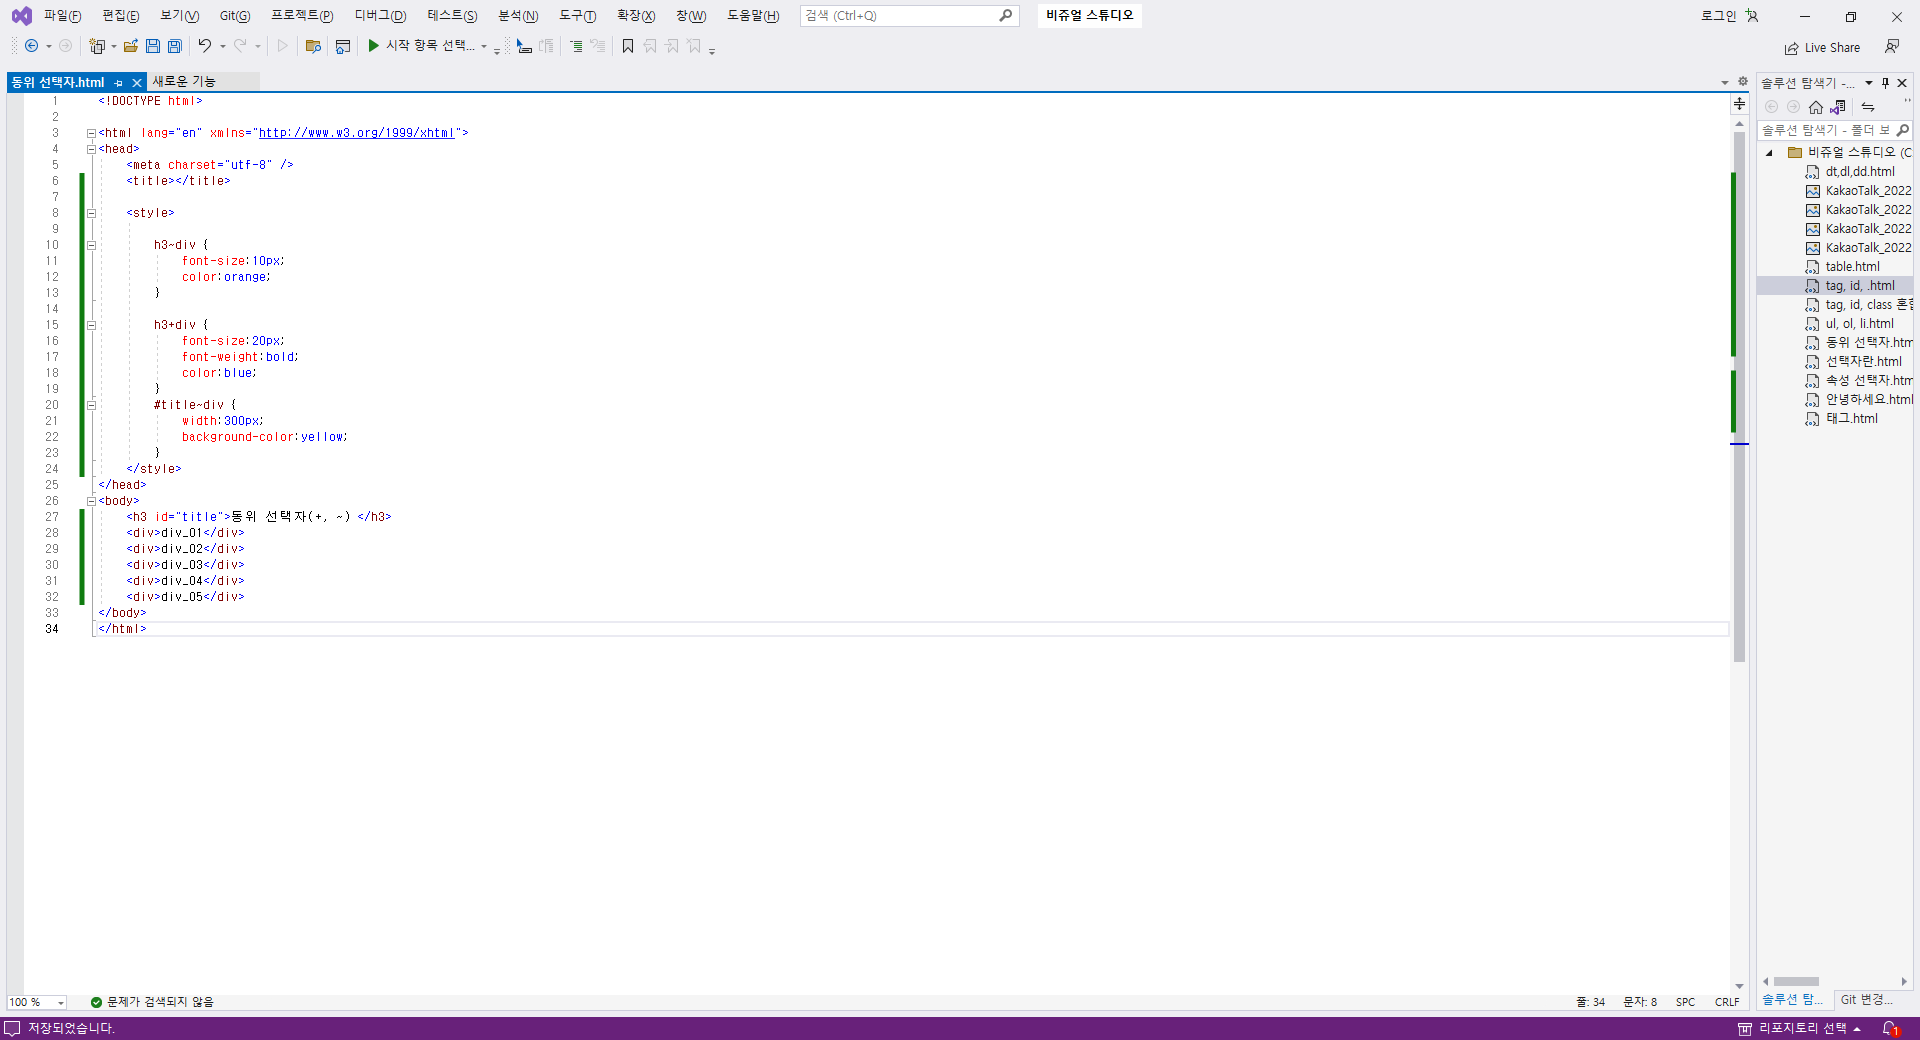 파일(F) 편집(E) 보기(V) Git(G) 프로젝트(P) 디버그(D) 테스트(S) 분석(N) 도구(T) 확장(X) 창(W) 도움말(H) 검색 (Ctrl+Q) 비쥬얼 스튜디오 로그인
시작 항목 선택... Live Share
동위 선택자.html 새로운 기능
1 <!DOCTYPE html>
2
3 <html lang="en" xmlns="http://www.w3.org/1999/xhtml">
4 <head>
5 <meta charset="utf-8" />
6 <title></title>
7
8 <style>
9
10 h3~div {
11 font-size:10px;
12 color:orange;
13 }
14
15 h3+div {
16 font-size:20px;
17 font-weight:bold;
18 color:blue;
19 }
20 #title~div {
21 width:300px;
22 background-color:yellow;
23 }
24 </style>
25 </head>
26 <body>
27 <h3 id="title">동위 선택자(+, ~) </h3>
28 <div>div_01</div>
29 <div>div_02</div>
30 <div>div_03</div>
31 <div>div_04</div>
32 <div>div_05</div>
33 </body>
34 </html>
솔루션 탐색기 -...
솔루션 탐색기 - 폴더 보
비쥬얼 스튜디오 (C
dt,dl,dd.html
KakaoTalk_2022
KakaoTalk_2022
KakaoTalk_2022
KakaoTalk_2022
table.html
tag, id, .html
tag, id, class 혼합
ul, ol, li.html
동위 선택자.htm
선택자란.html
속성 선택자.htm
안녕하세요.html
태그.html
솔루션 탐... Git 변경...
100 % 문제가 검색되지 않음 줄: 34 문자: 8 SPC CRLF
저장되었습니다. 리포지토리 선택 1